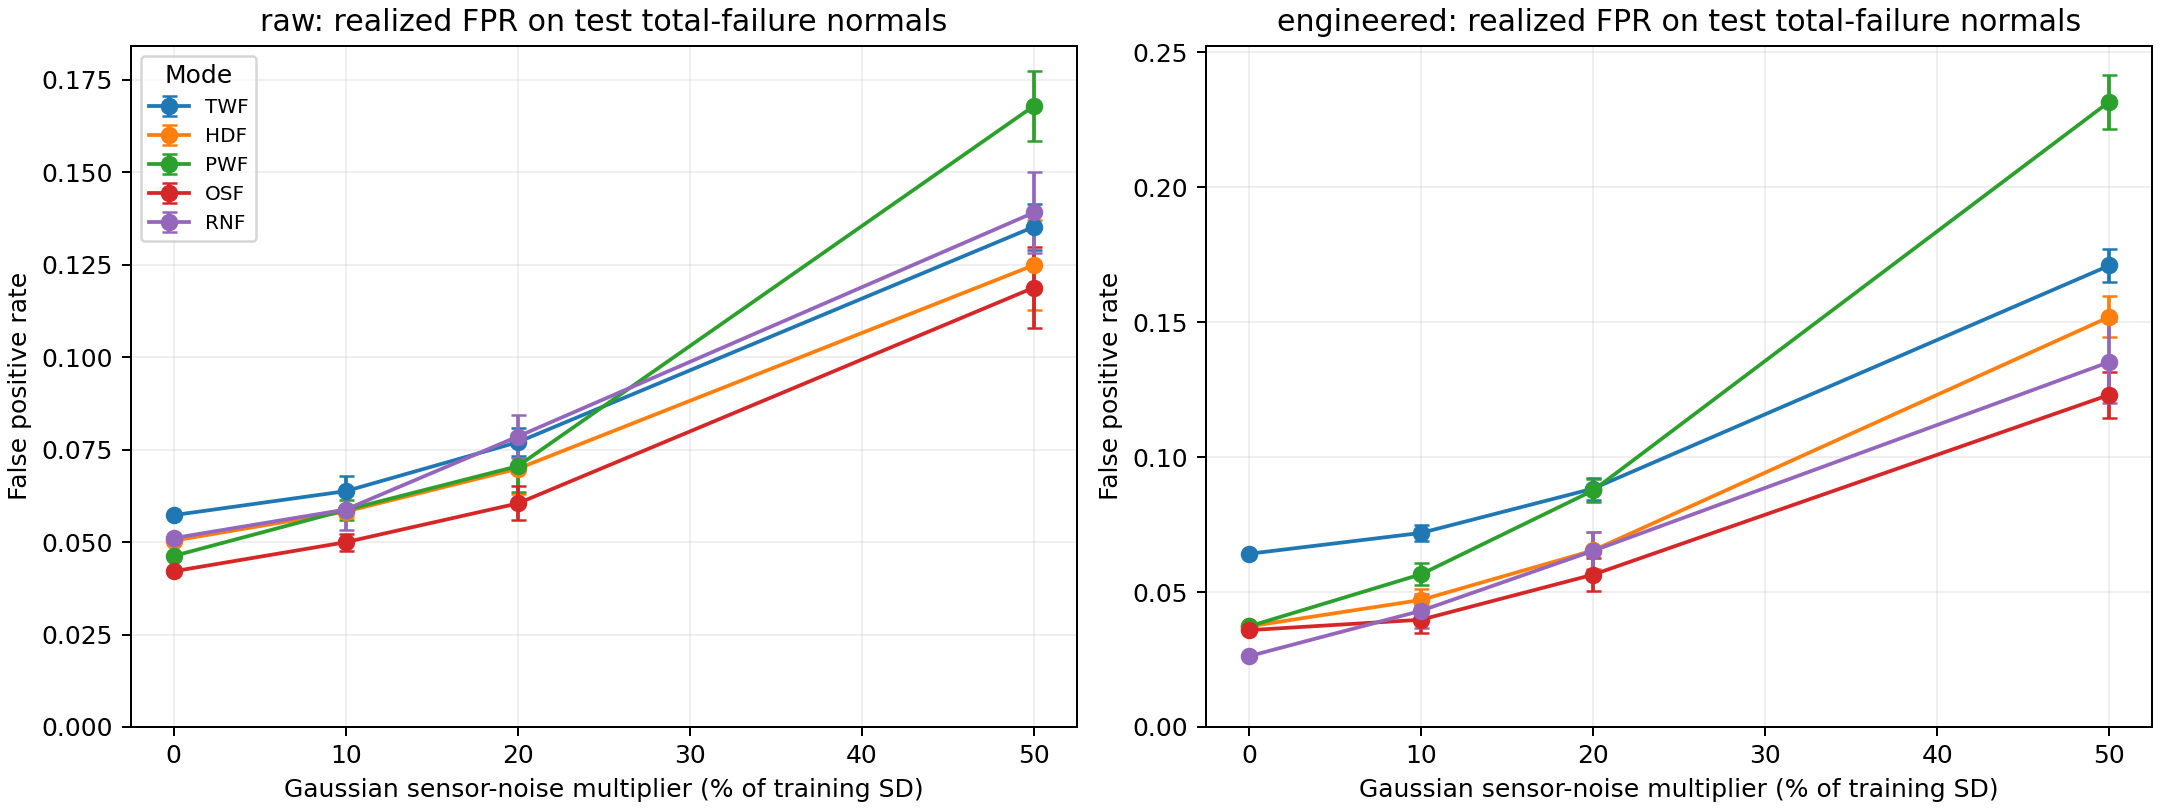 raw: realized FPR on test total-failure normals
False positive rate
0.175
0.150
0.125
0.100
0.075
0.050
0.025
0.000
Mode
TWF
HDF
PWF
OSF
RNF
0 10 20 30 40 50
Gaussian sensor-noise multiplier (% of training SD)
engineered: realized FPR on test total-failure normals
False positive rate
0.25
0.20
0.15
0.10
0.05
0.00
0 10 20 30 40 50
Gaussian sensor-noise multiplier (% of training SD)